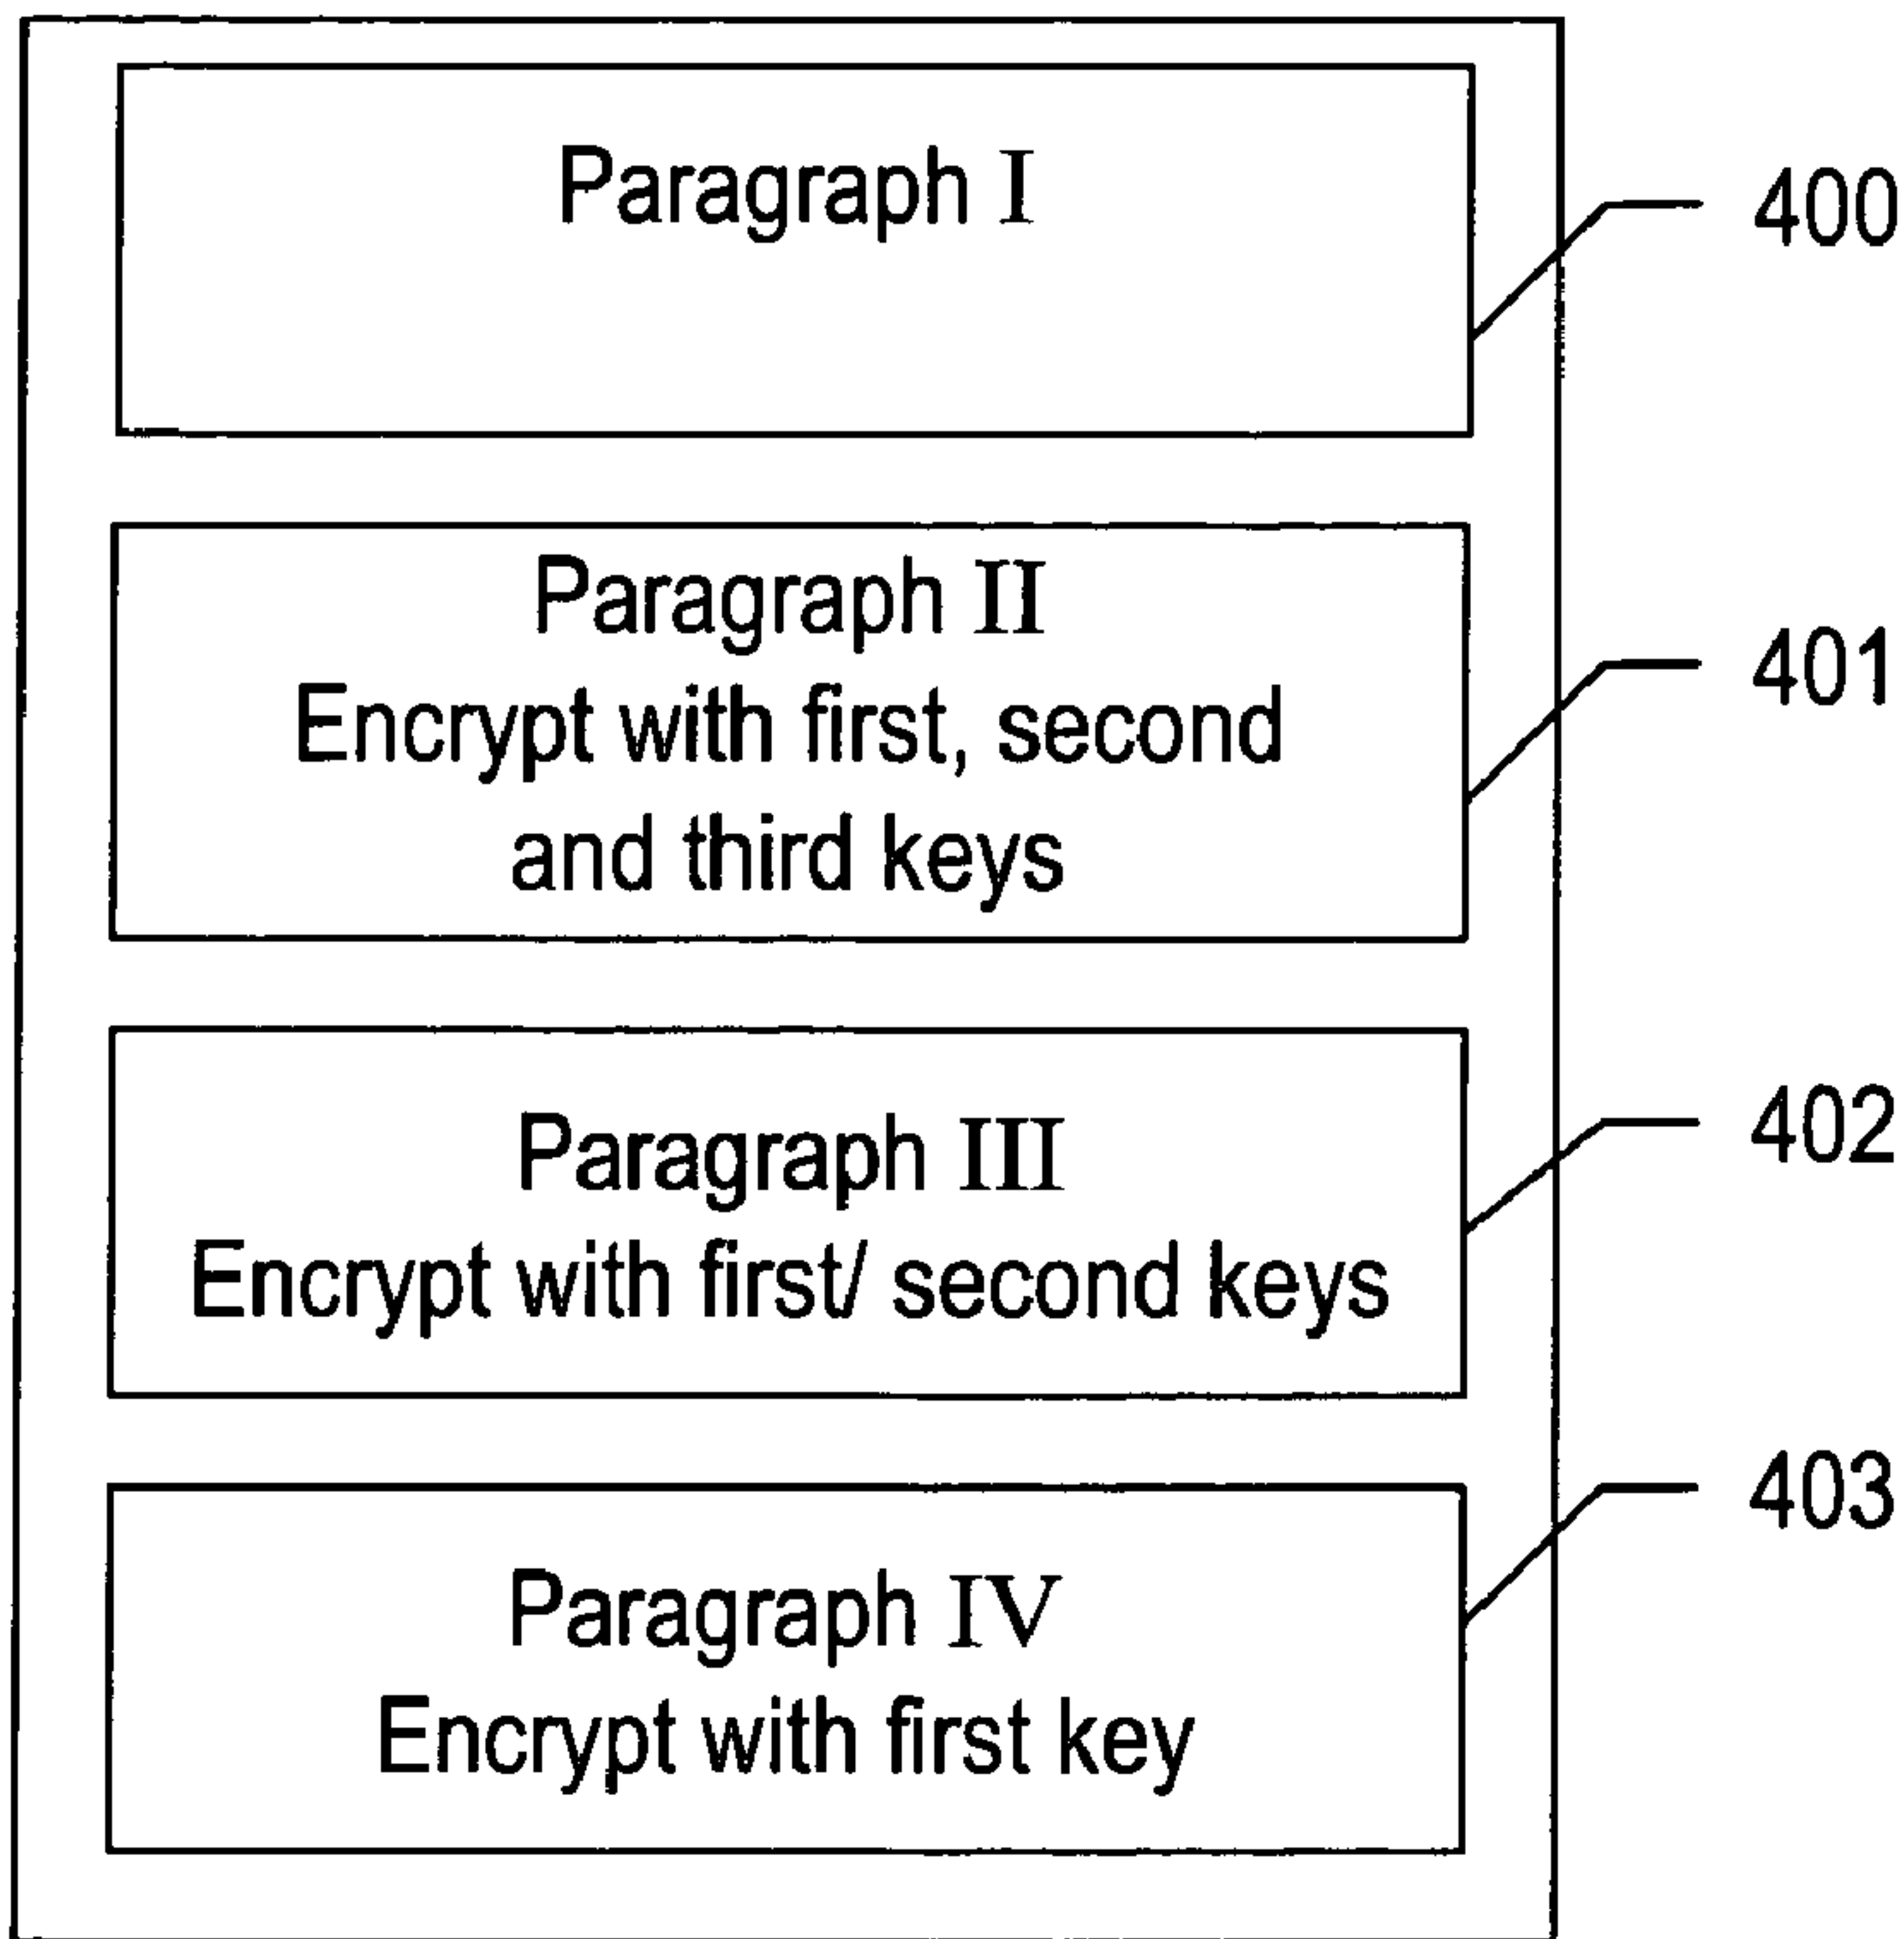 Paragraph I
400
Paragraph II
Encrypt with first, second
and third keys
401
Paragraph III
Encrypt with first/ second keys
402
Paragraph IV
Encrypt with first key
403